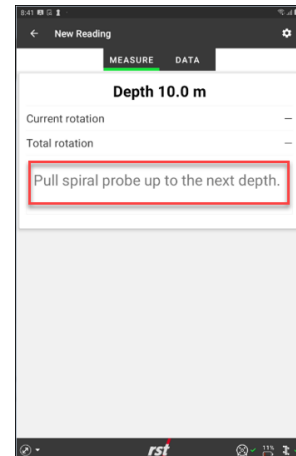 8:41
New Reading
MEASURE DATA
Depth 10.0 m
Current rotation –
Total rotation –
Pull spiral probe up to the next depth.
rst
11%